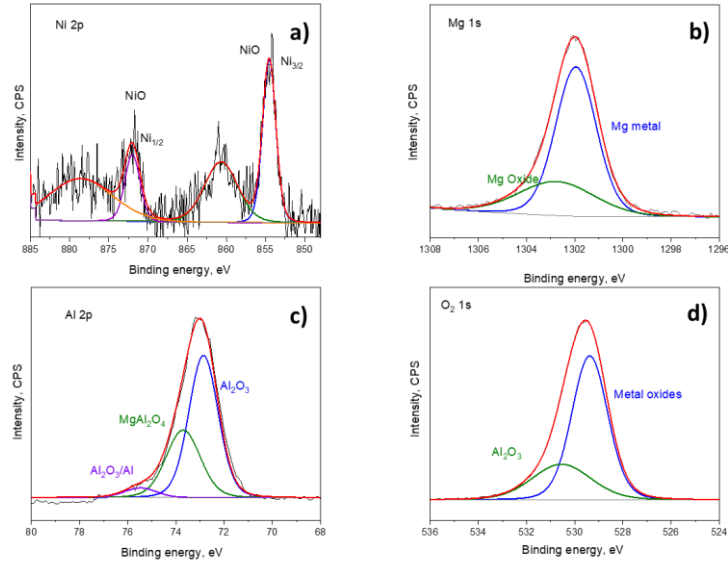 Ni 2p
a)
NiO
Ni3/2
NiO
Ni1/2
Intensity, CPS
885 880 875 870 865 860 855 850
Binding energy, eV
Mg 1s
b)
Mg metal
Mg Oxide
Intensity, CPS
1308 1306 1304 1302 1300 1298 1296
Binding energy, eV
Al 2p
c)
Al2O3
MgAl2O4
Al2O3/Al
Intensity, CPS
80 78 76 74 72 70 68
Binding energy, eV
O2 1s
d)
Metal oxides
Al2O3
Intensity, CPS
536 534 532 530 528 526 524
Binding energy, eV